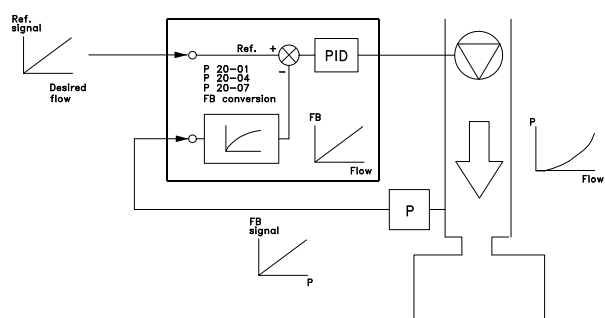 Ref.
signal
Desired
flow
Ref.
+
-
PID
P 20-01
P 20-04
P 20-07
FB conversion
FB
Flow
P
Flow
P
FB
signal
P